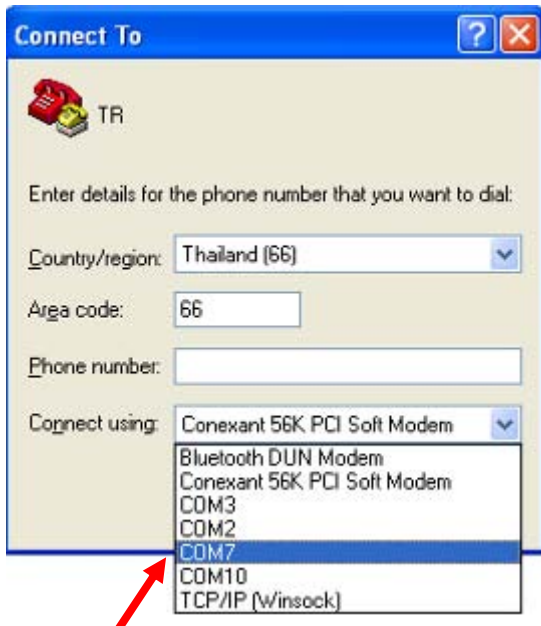 Connect To
TR
Enter details for the phone number that you want to dial:
Country/region: Thailand (66)
Area code: 66
Phone number:
Connect using: Conexant 56K PCI Soft Modem
Bluetooth DUN Modem
Conexant 56K PCI Soft Modem
COM3
COM2
COM7
COM10
TCP/IP (Winsock)